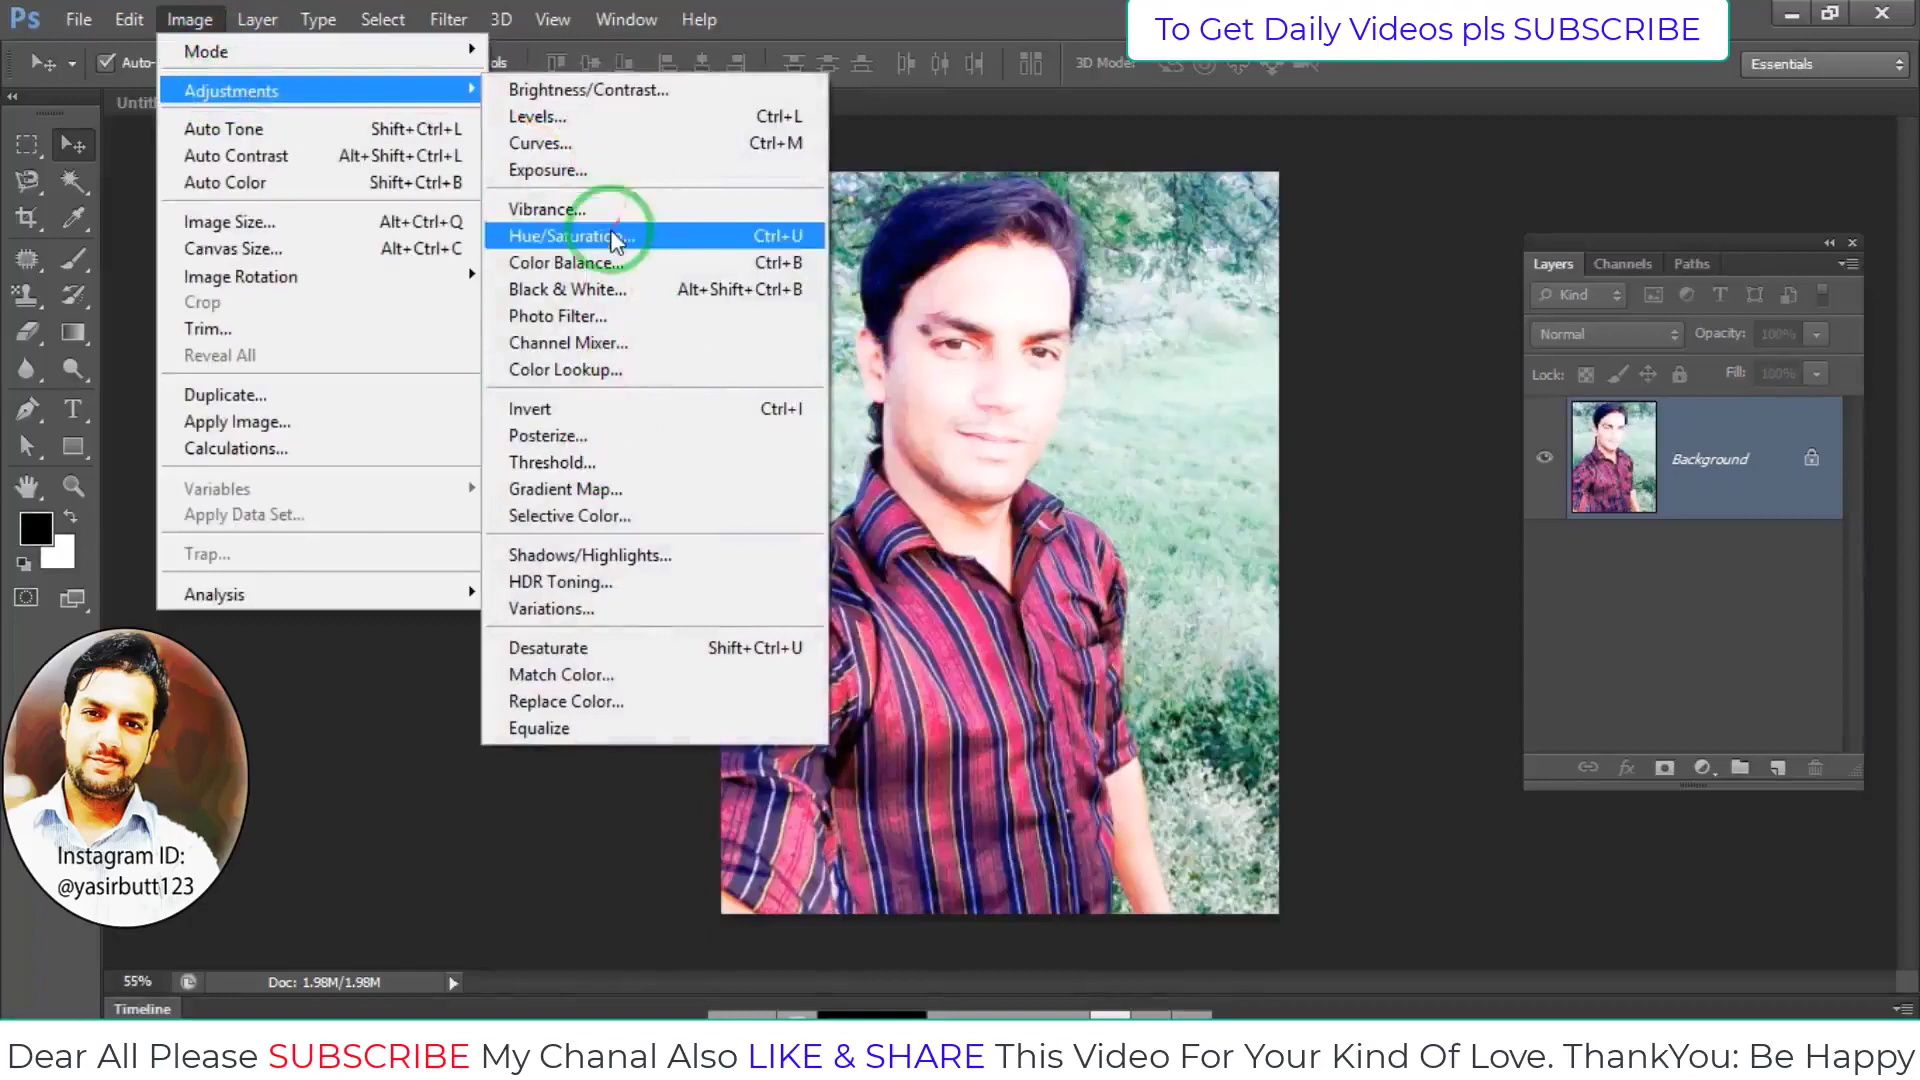 Ps File Edit Image Layer Type Select Filter 3D View Window Help
To Get Daily Videos pls SUBSCRIBE
Auto-
3D Mode:
Essentials
Mode
Adjustments
Auto Tone Shift+Ctrl+L
Auto Contrast Alt+Shift+Ctrl+L
Auto Color Shift+Ctrl+B
Image Size... Alt+Ctrl+Q
Canvas Size... Alt+Ctrl+C
Image Rotation
Crop
Trim...
Reveal All
Duplicate...
Apply Image...
Calculations...
Variables
Apply Data Set...
Trap...
Analysis
Brightness/Contrast...
Levels... Ctrl+L
Curves... Ctrl+M
Exposure...
Vibrance...
Hue/Saturation... Ctrl+U
Color Balance... Ctrl+B
Black & White... Alt+Shift+Ctrl+B
Photo Filter...
Channel Mixer...
Color Lookup...
Invert Ctrl+I
Posterize...
Threshold...
Gradient Map...
Selective Color...
Shadows/Highlights...
HDR Toning...
Variations...
Desaturate Shift+Ctrl+U
Match Color...
Replace Color...
Equalize
Layers Channels Paths
Kind
Normal Opacity: 100%
Lock: Fill: 100%
Background
Instagram ID:
@yasirbutt123
55% Doc: 1.98M/1.98M
Timeline
Dear All Please SUBSCRIBE My Chanal Also LIKE & SHARE This Video For Your Kind Of Love. ThankYou: Be Happy